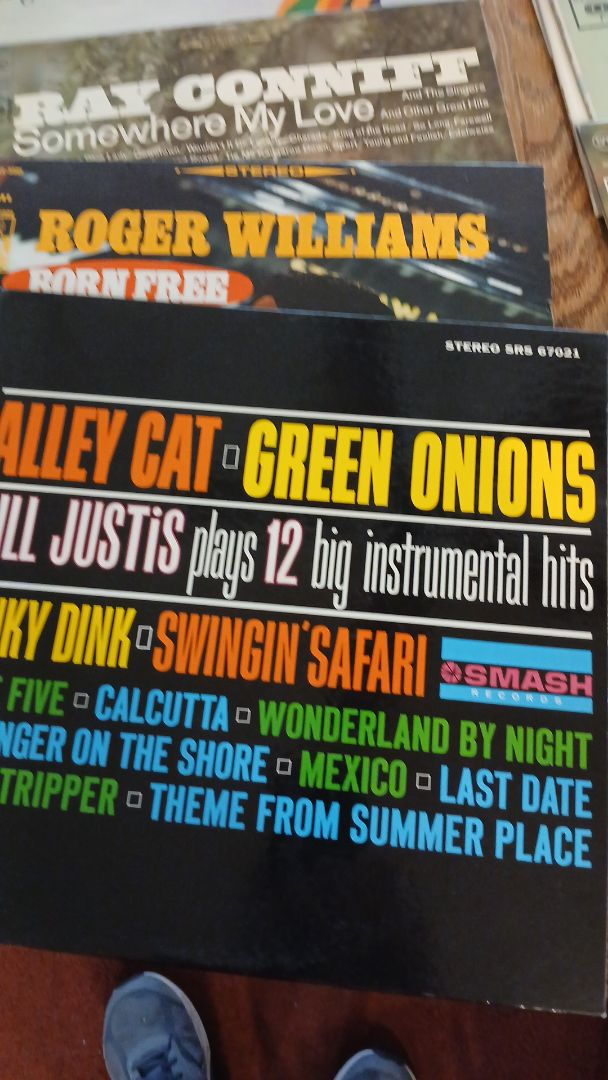 RAY CONNIFF
And The Singers
Somewhere My Love
And Other Great Hits
STEREO
ROGER WILLIAMS
BORN FREE
STEREO SRS 67021
ALLEY CAT GREEN ONIONS
ILL JUSTiS plays 12 big instrumental hits
KY DINK SWINGIN' SAFARI
SMASH
RECORDS
FIVE CALCUTTA WONDERLAND BY NIGHT
NGER ON THE SHORE MEXICO LAST DATE
TRIPPER THEME FROM SUMMER PLACE